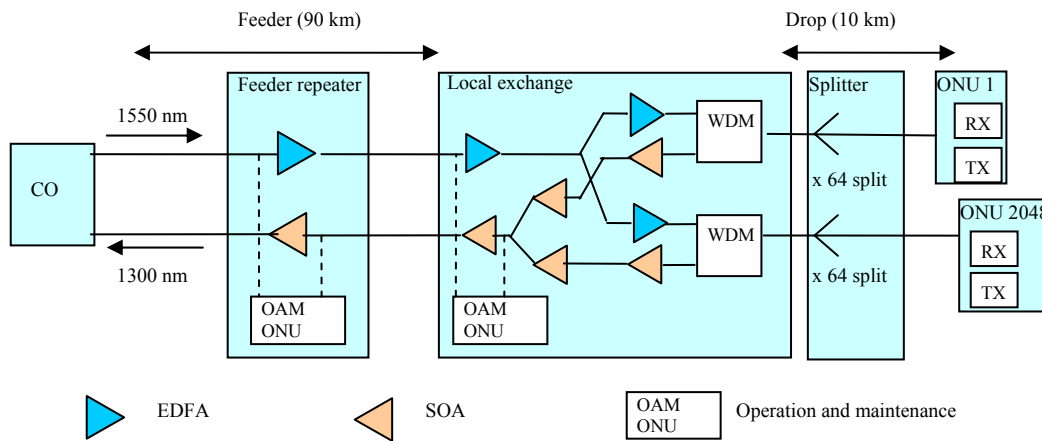 Feeder (90 km)
Drop (10 km)
Feeder repeater
Local exchange
Splitter
ONU 1
1550 nm
WDM
RX
TX
CO
x 64 split
ONU 2048
WDM
RX
TX
1300 nm
x 64 split
OAM
ONU
OAM
ONU
EDFA
SOA
OAM
ONU
Operation and maintenance